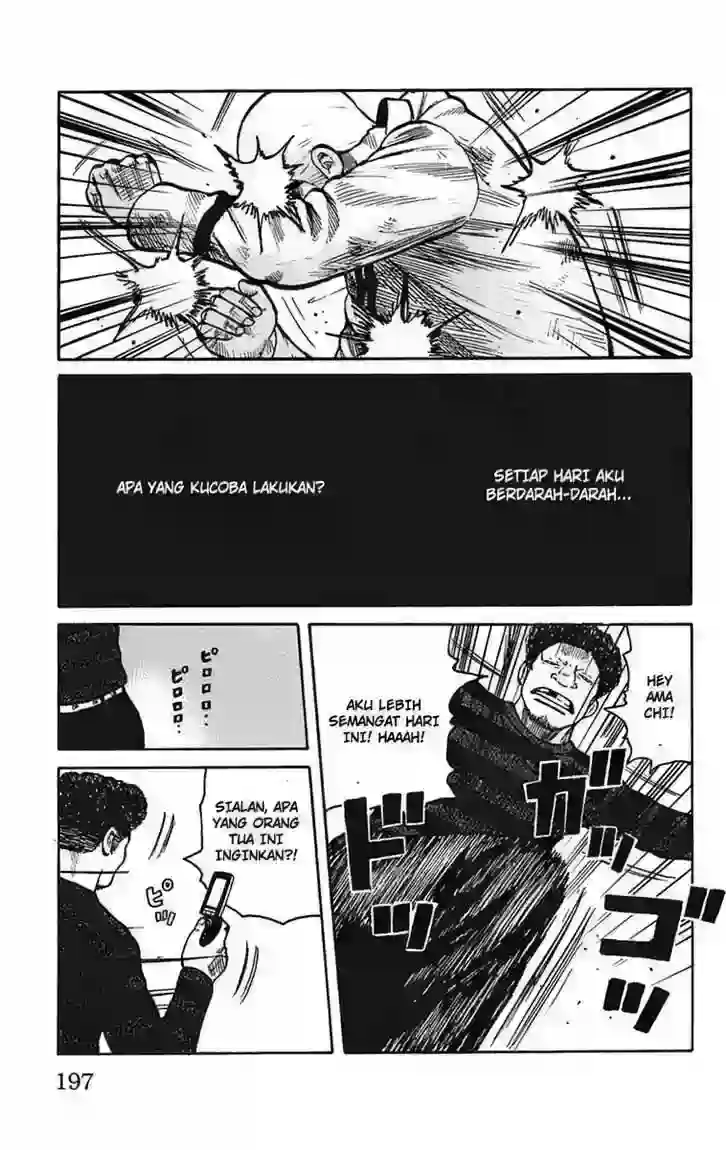 SETIAP HARI AKU
BERDARAH-DARAH...
APA YANG KUCOBA LAKUKAN?
HEY
AMA
CHI!
AKU LEBIH
SEMANGAT HARI
INI! HAAAH!
ドガッ
ドッゴッ
ピロロロ..
ピロロロ..
SIALAN, APA
YANG ORANG
TUA INI
INGINKAN?!
ピッ
197